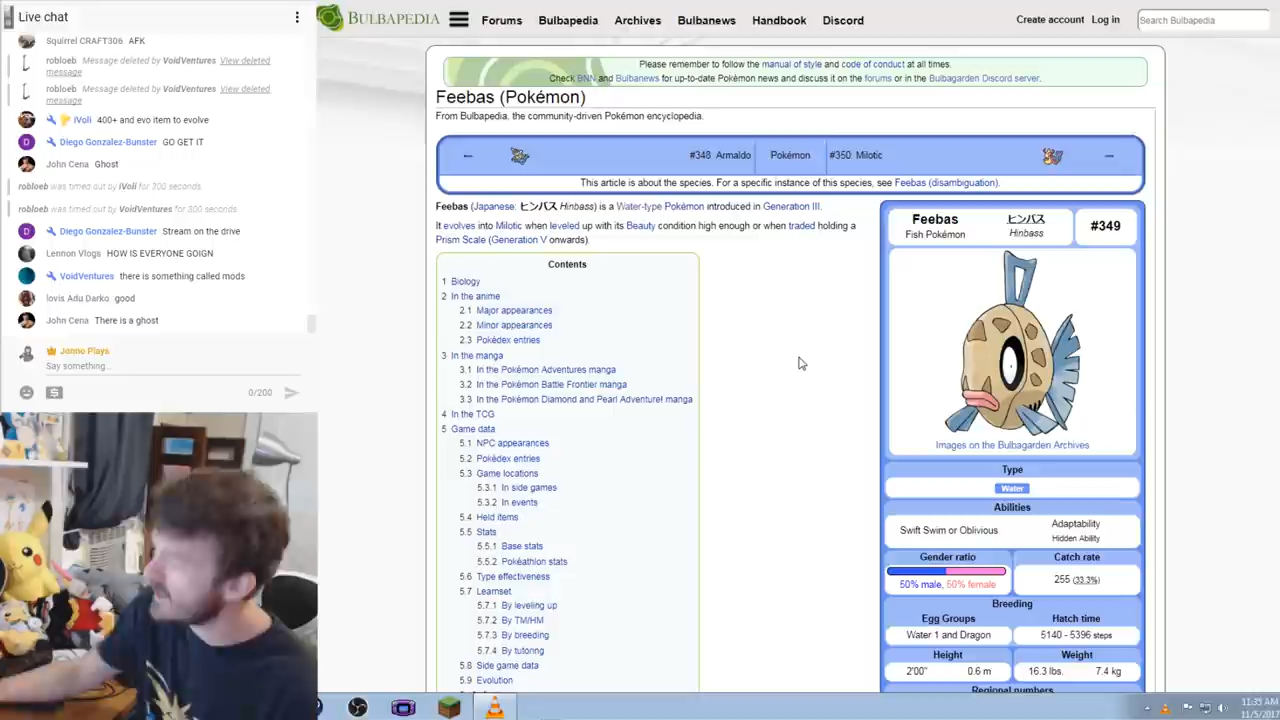 Live chat
Squirrel CRAFT306 AFK
robloeb Message deleted by VoidVentures View deleted
message
robloeb Message deleted by VoidVentures View deleted
message
iVoli 400+ and evo item to evolve
Diego Gonzalez-Bunster GO GET IT
John Cena Ghost
robloeb was timed out by iVoli for 300 seconds.
robloeb was timed out by VoidVentures for 300 seconds.
Diego Gonzalez-Bunster Stream on the drive
Lennon Vlogs HOW IS EVERYONE GOIGN
VoidVentures there is something called mods
lovis Adu Darko good
John Cena There is a ghost
Jonno Plays
Say something...
0/200
BULBAPEDIA
Forums Bulbapedia Archives Bulbanews Handbook Discord
Create account Log in
Search Bulbapedia
Please remember to follow the manual of style and code of conduct at all times.
Check BNN and Bulbanews for up-to-date Pokémon news and discuss it on the forums or in the Bulbagarden Discord server.
Feebas (Pokémon)
From Bulbapedia, the community-driven Pokémon encyclopedia.
← #348 Armaldo Pokémon #350 Milotic →
This article is about the species. For a specific instance of this species, see Feebas (disambiguation).
Feebas (Japanese: ヒンバス Hinbass) is a Water-type Pokémon introduced in Generation III.
It evolves into Milotic when leveled up with its Beauty condition high enough or when traded holding a
Prism Scale (Generation V onwards).
Contents
1 Biology
2 In the anime
2.1 Major appearances
2.2 Minor appearances
2.3 Pokédex entries
3 In the manga
3.1 In the Pokémon Adventures manga
3.2 In the Pokémon Battle Frontier manga
3.3 In the Pokémon Diamond and Pearl Adventure! manga
4 In the TCG
5 Game data
5.1 NPC appearances
5.2 Pokédex entries
5.3 Game locations
5.3.1 In side games
5.3.2 In events
5.4 Held items
5.5 Stats
5.5.1 Base stats
5.5.2 Pokéathlon stats
5.6 Type effectiveness
5.7 Learnset
5.7.1 By leveling up
5.7.2 By TM/HM
5.7.3 By breeding
5.7.4 By tutoring
5.8 Side game data
5.9 Evolution
Feebas
Fish Pokémon
ヒンバス
Hinbass
#349
Images on the Bulbagarden Archives
Type
Water
Abilities
Swift Swim or Oblivious
Adaptability
Hidden Ability
Gender ratio
50% male, 50% female
Catch rate
255 (33.3%)
Breeding
Egg Groups
Water 1 and Dragon
Hatch time
5140 - 5396 steps
Height
2'00" 0.6 m
Weight
16.3 lbs. 7.4 kg
Regional numbers
11:35 AM
11/5/2017